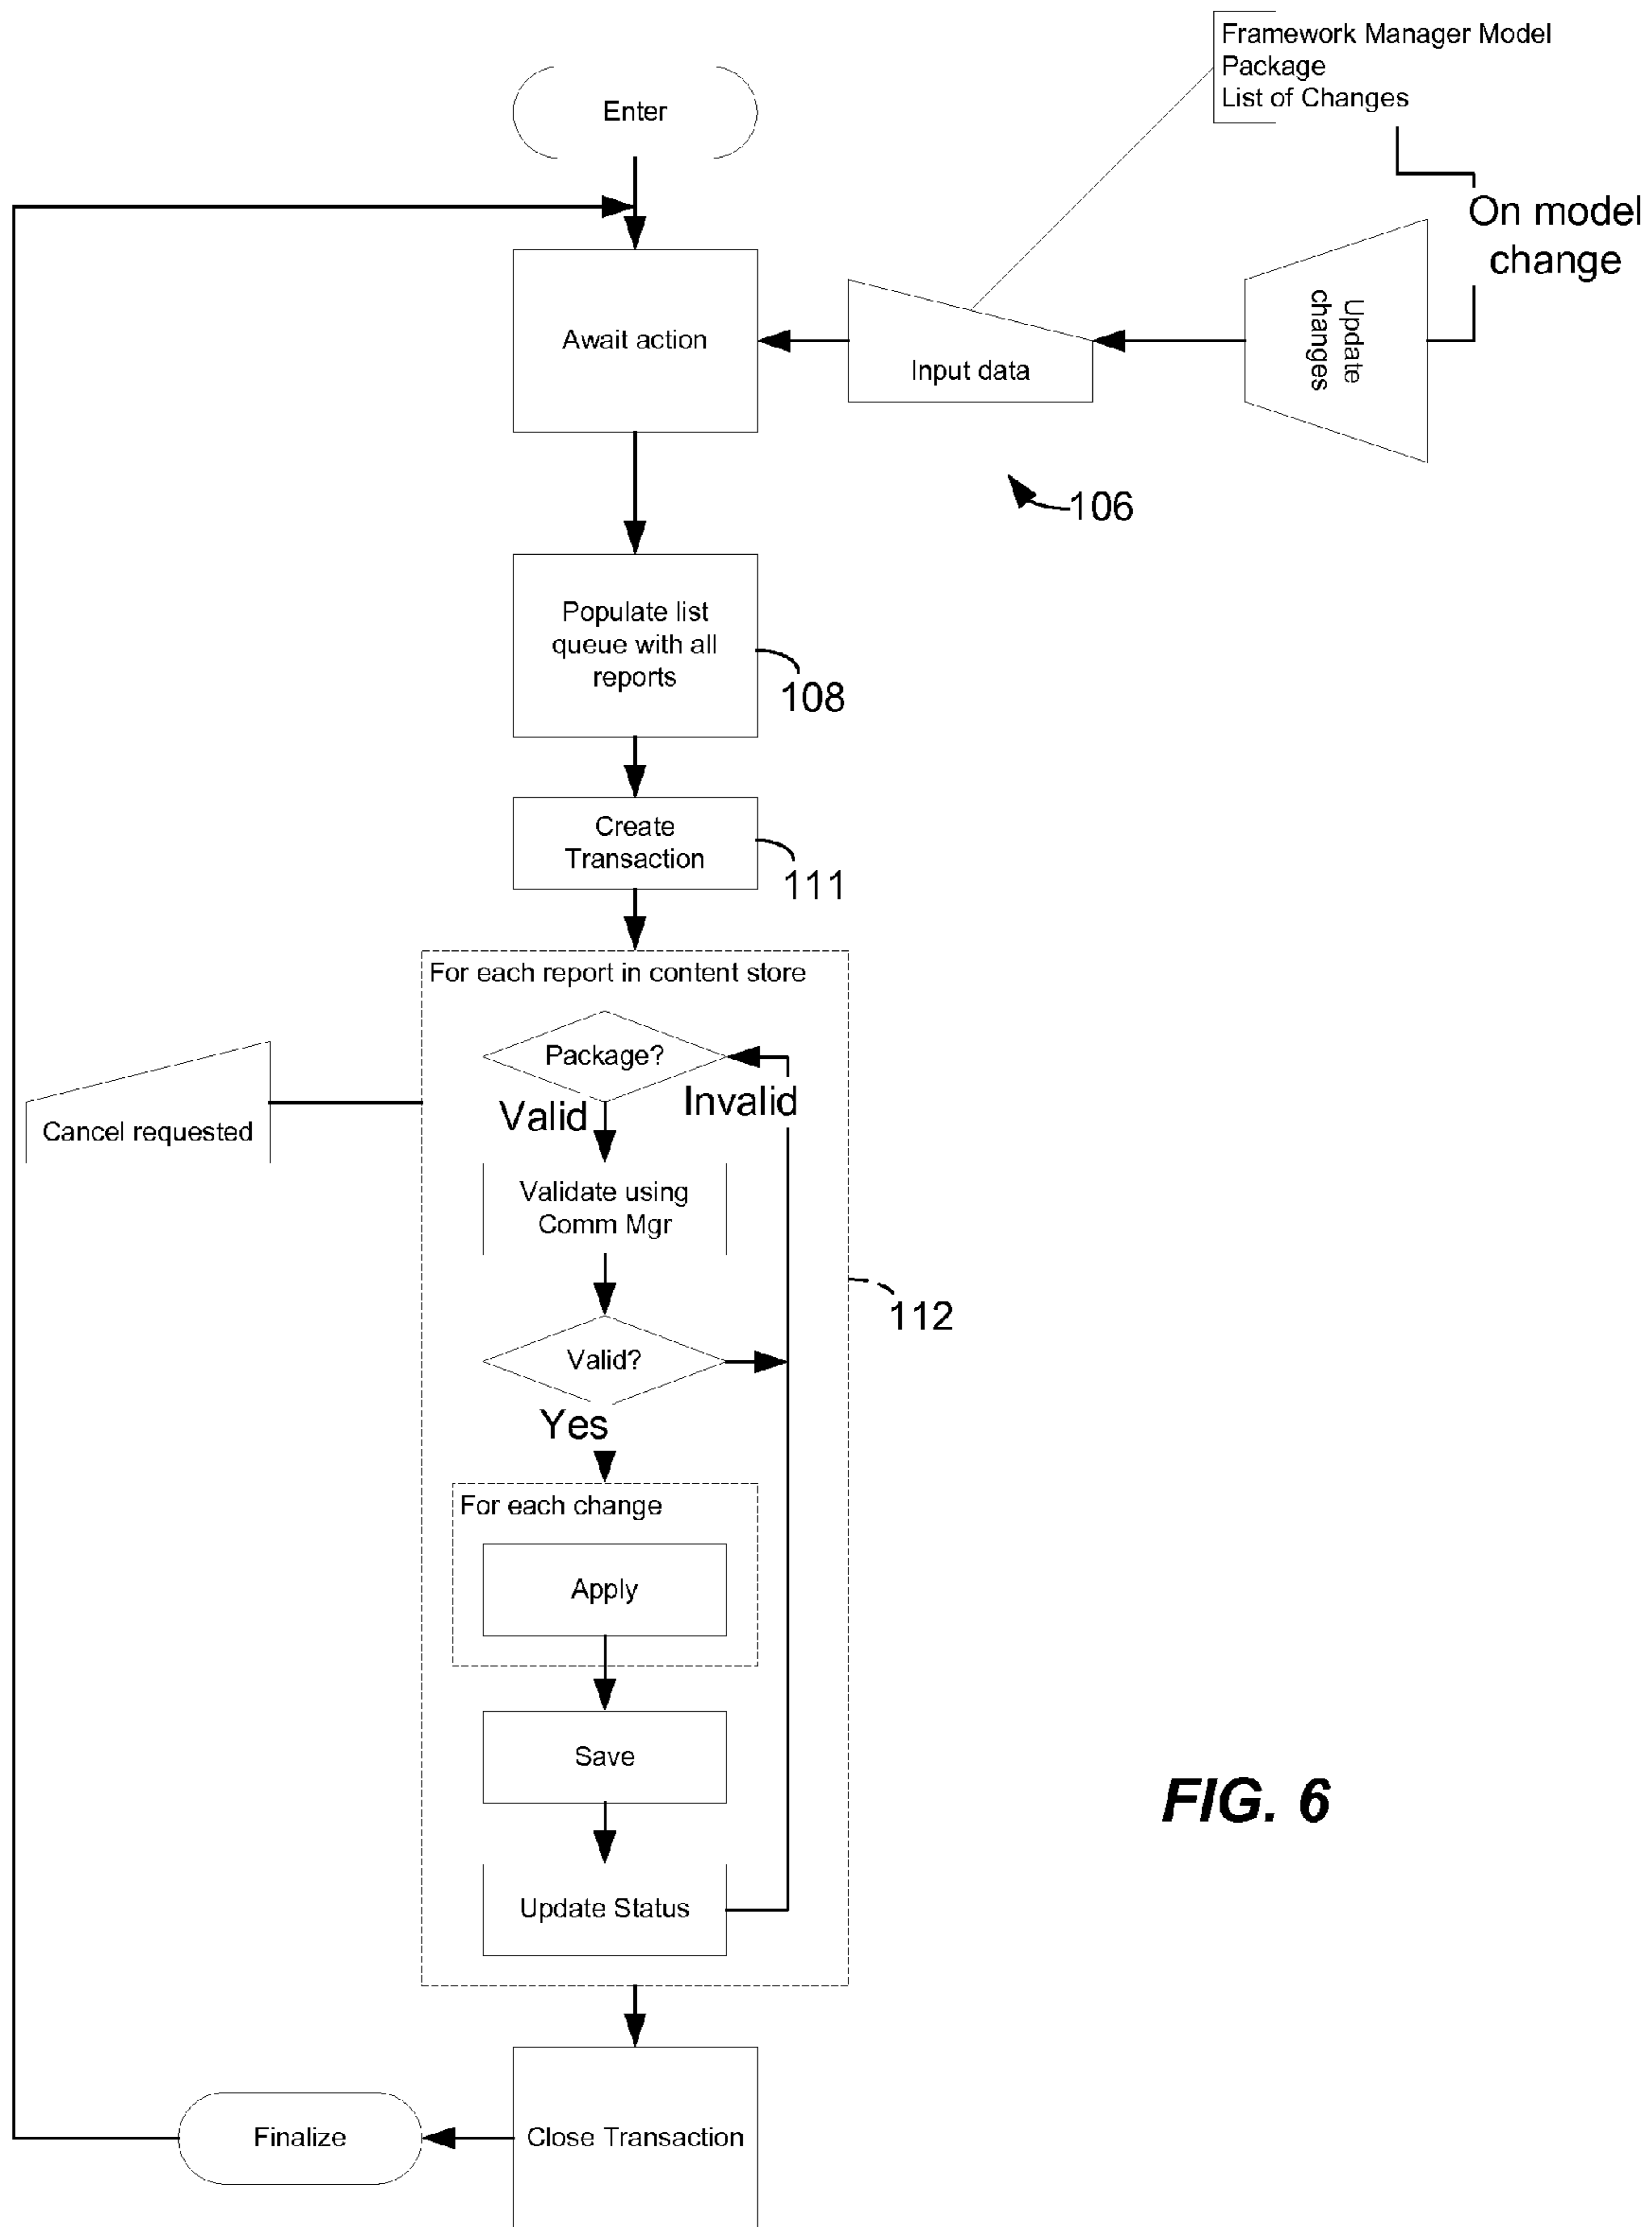 Framework Manager Model
Package
List of Changes
Enter
On model
change
Await action
Input data
Update
changes
106
Populate list
queue with all
reports
108
Create
Transaction
111
For each report in content store
Package?
Valid
Invalid
Cancel requested
Validate using
Comm Mgr
112
Valid?
Yes
For each change
Apply
Save
FIG. 6
Update Status
Finalize
Close Transaction